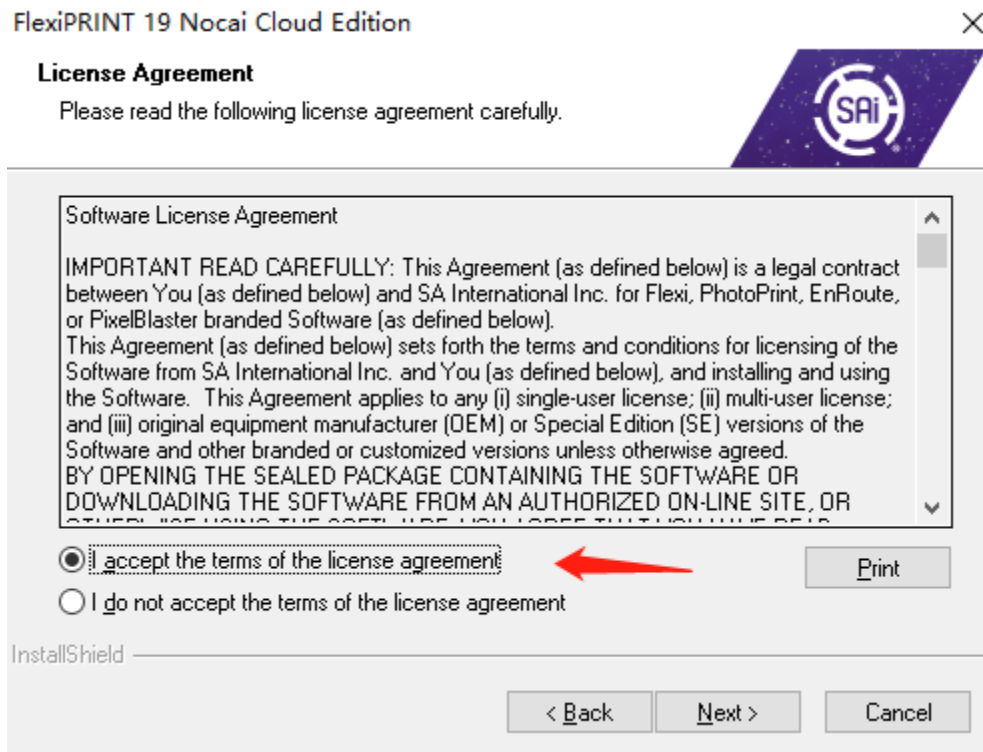 FlexiPRINT 19 Nocai Cloud Edition
License Agreement
Please read the following license agreement carefully.
SAi
Software License Agreement
IMPORTANT READ CAREFULLY: This Agreement (as defined below) is a legal contract
between You (as defined below) and SA International Inc. for Flexi, PhotoPrint, EnRoute,
or PixelBlaster branded Software (as defined below).
This Agreement (as defined below) sets forth the terms and conditions for licensing of the
Software from SA International Inc. and You (as defined below), and installing and using
the Software.  This Agreement applies to any (i) single-user license; (ii) multi-user license;
and (iii) original equipment manufacturer (OEM) or Special Edition (SE) versions of the
Software and other branded or customized versions unless otherwise agreed.
BY OPENING THE SEALED PACKAGE CONTAINING THE SOFTWARE OR
DOWNLOADING THE SOFTWARE FROM AN AUTHORIZED ON-LINE SITE, OR
I accept the terms of the license agreement
Print
I do not accept the terms of the license agreement
InstallShield
< Back
Next >
Cancel